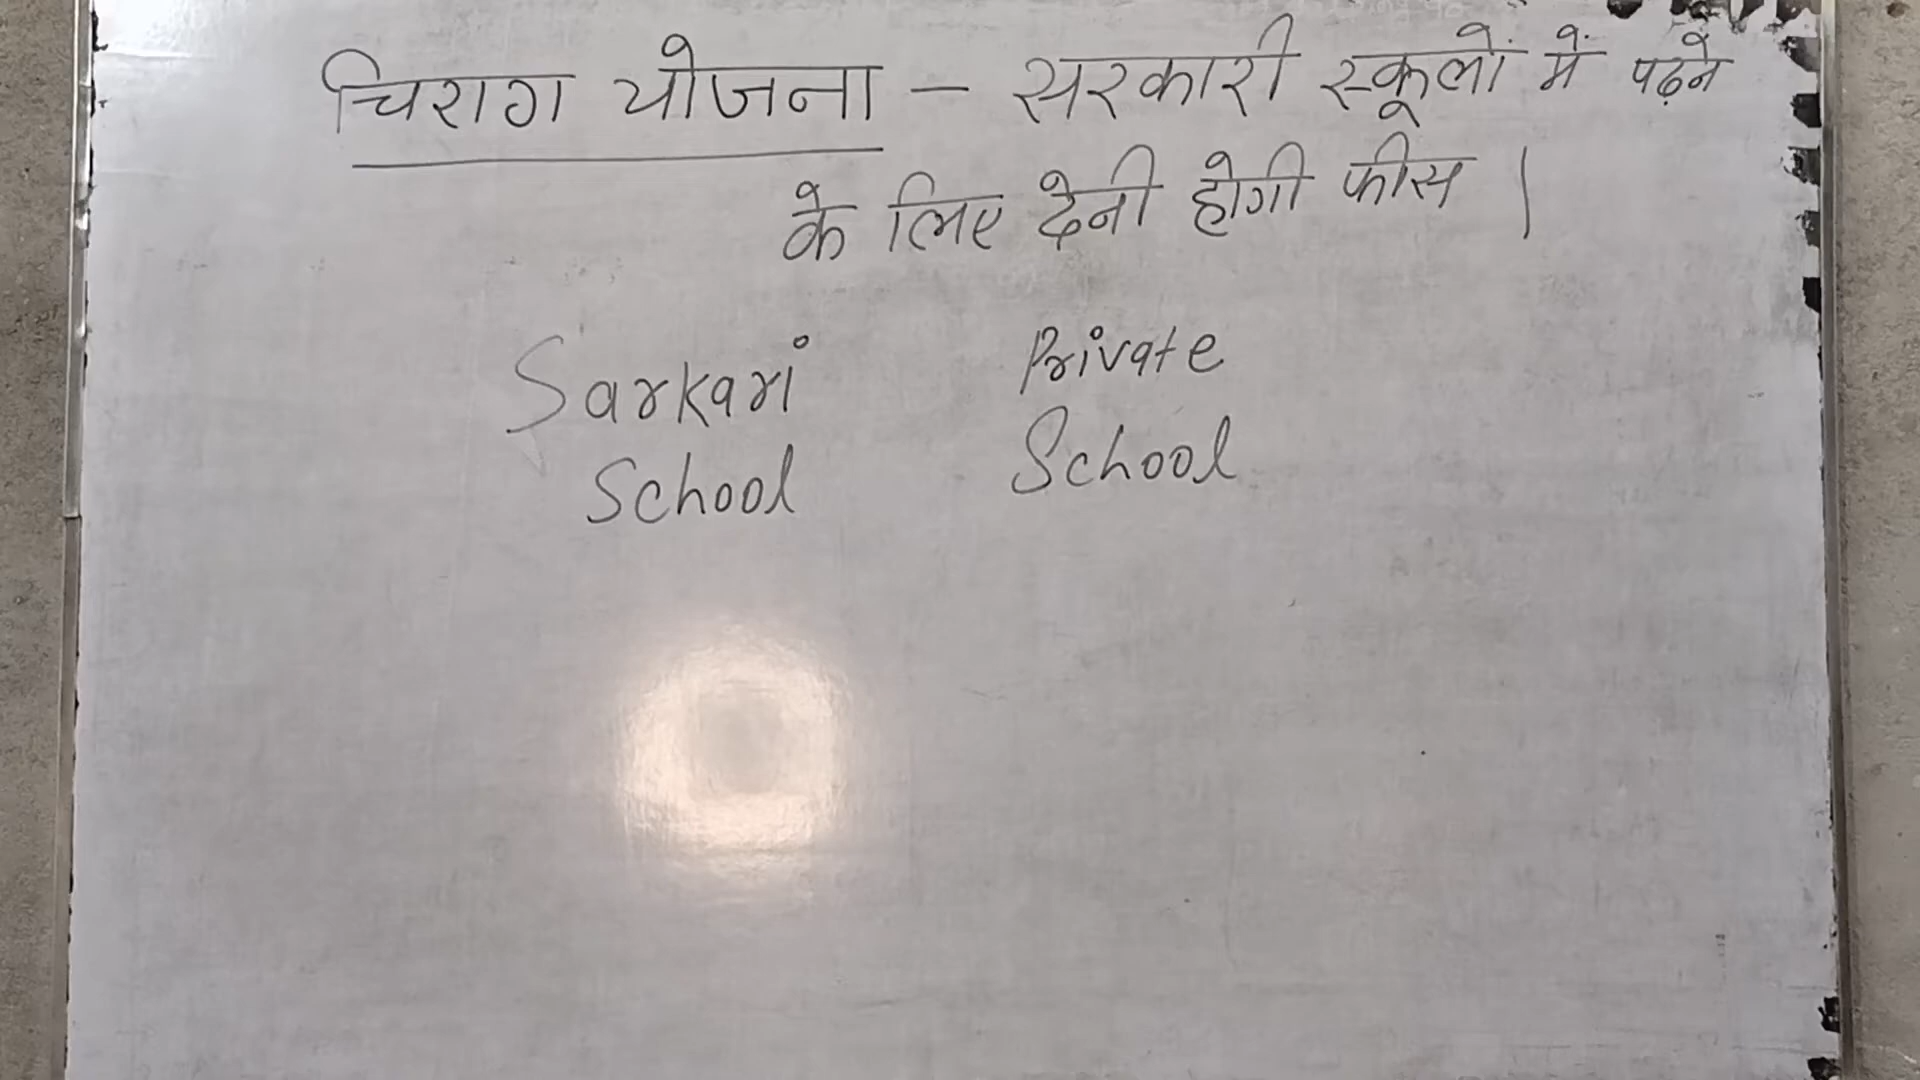 चिराग योजना - सरकारी स्कूलों में पढ़ने
के लिए देनी होगी फीस |
Sarkari School
Private School